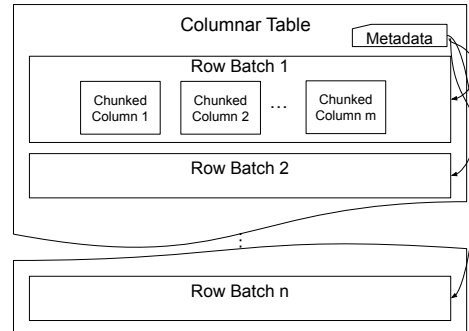 Columnar Table
Metadata
Row Batch 1
Chunked
Column 1
Chunked
Column 2
...
Chunked
Column m
Row Batch 2
⋮
Row Batch n